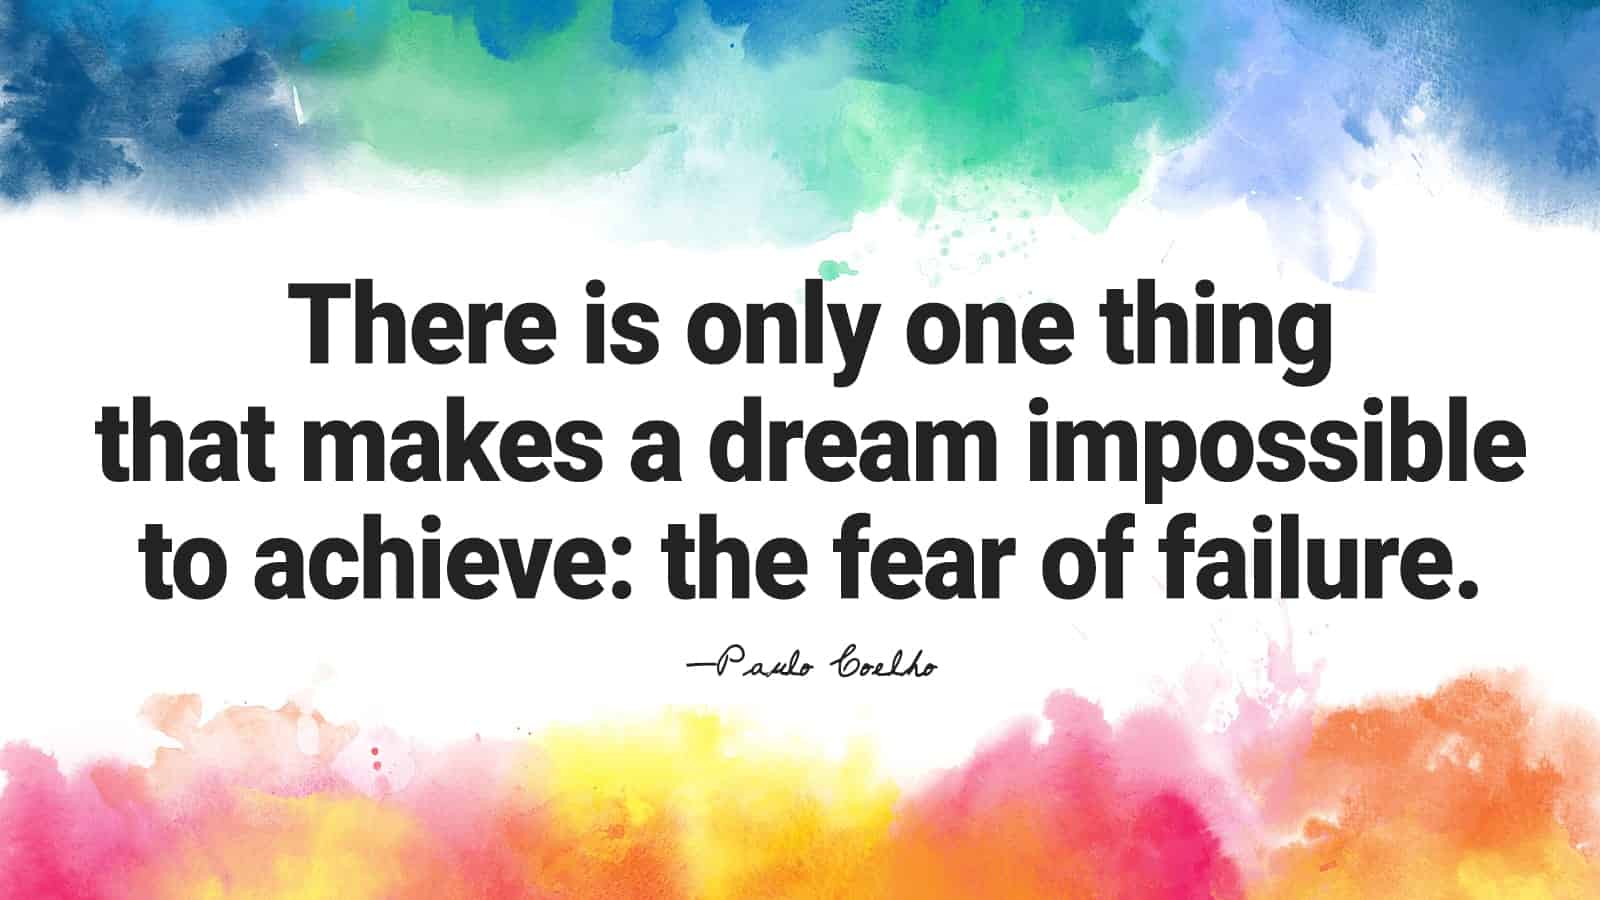 There is only one thing
that makes a dream impossible
to achieve: the fear of failure.
—Paulo Coelho